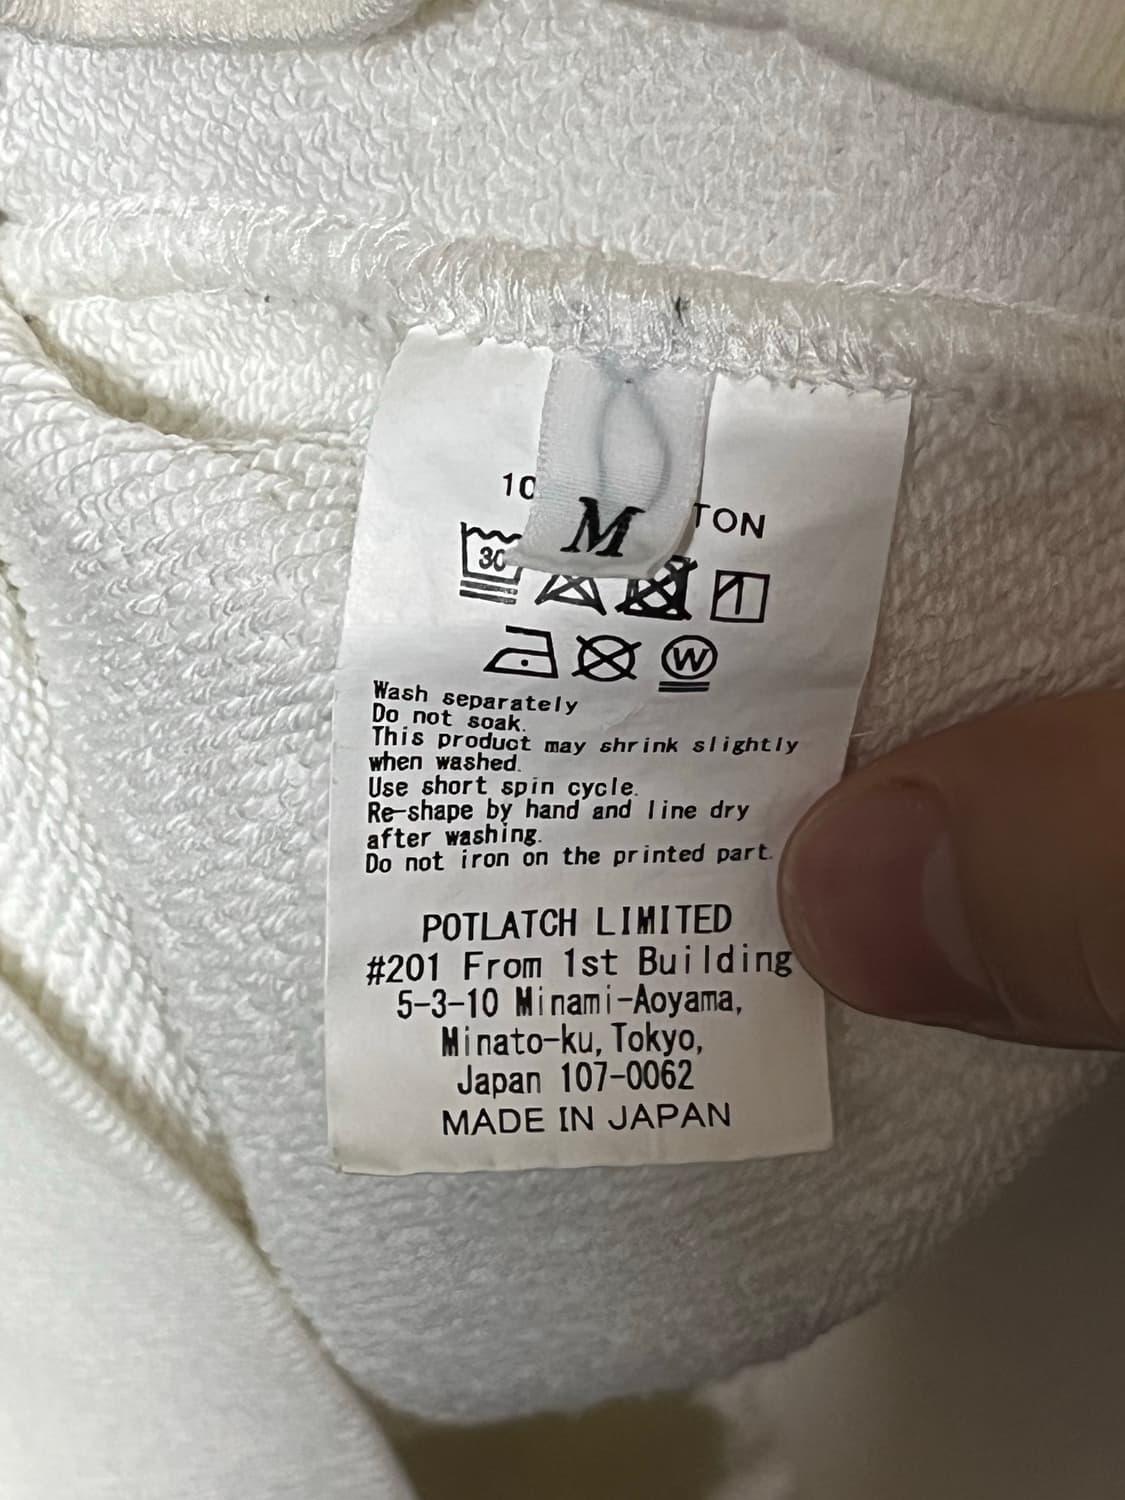 10
TON
M
30
W
Wash separately
Do not soak.
This product may shrink slightly
when washed.
Use short spin cycle.
Re-shape by hand and line dry
after washing.
Do not iron on the printed part.
POTLATCH LIMITED
#201 From 1st Building
5-3-10 Minami-Aoyama,
Minato-ku, Tokyo,
Japan 107-0062
MADE IN JAPAN